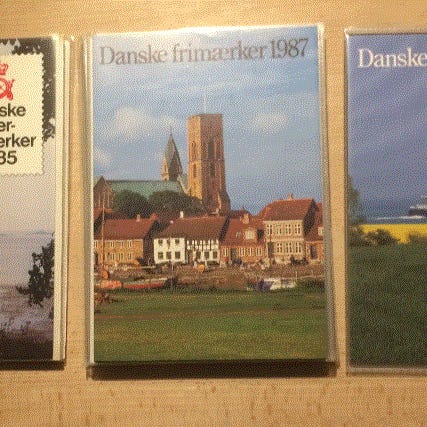 ske
er-
ærker
85
Danske frimærker 1987
Danske